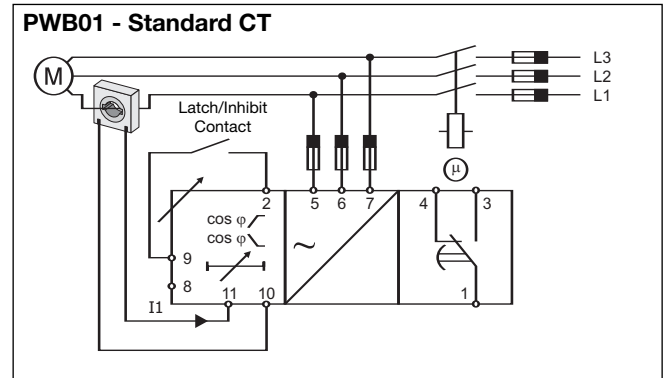 PWB01 - Standard CT
L3
M
L2
L1
Latch/Inhibit
Contact
μ
2
5
6
7
4
3
cos φ
cos φ
~
9
8
11
10
1
I1